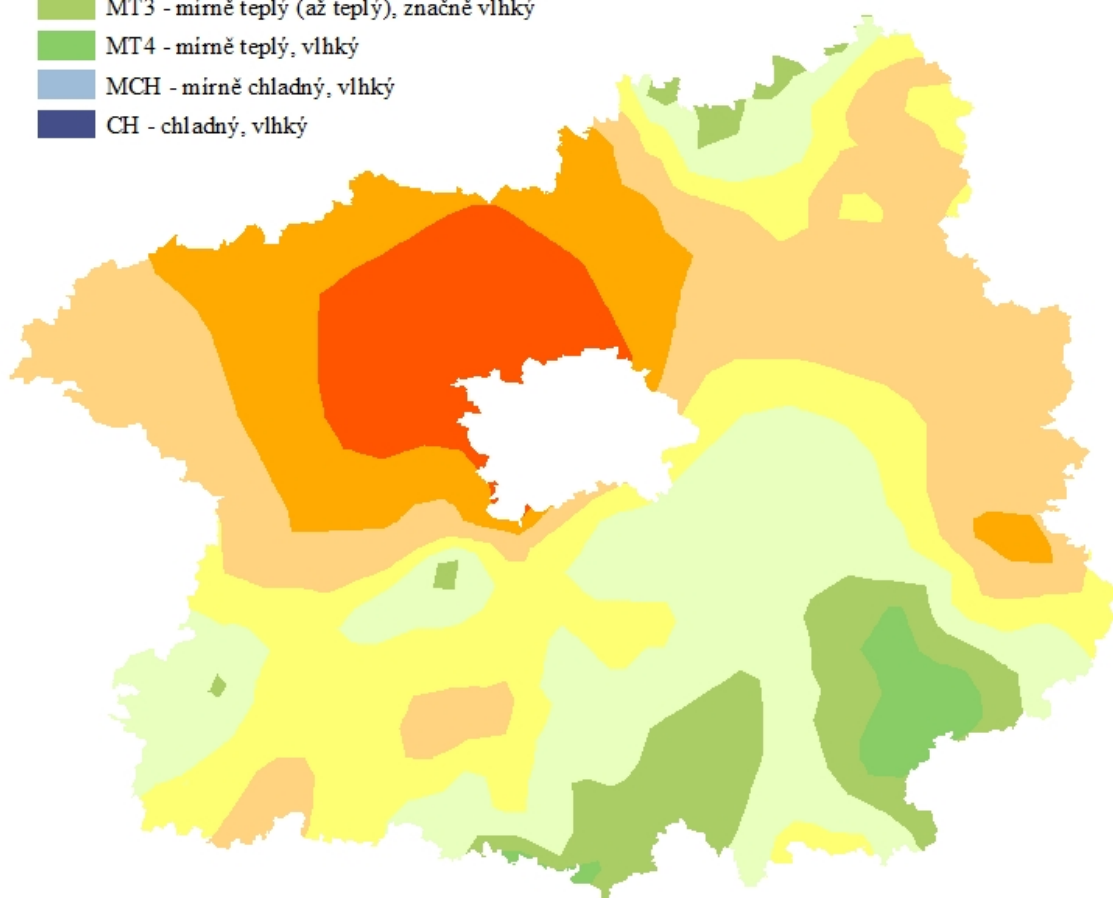 MT3 - mírně teplý (až teplý), značně vlhký
MT4 - mírně teplý, vlhký
MCH - mírně chladný, vlhký
CH - chladný, vlhký